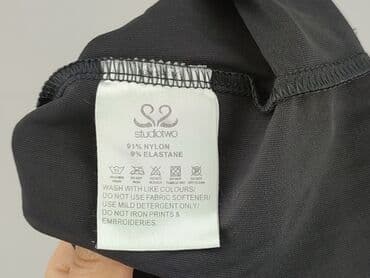 studiotwo
91% NYLON
9% ELASTANE
WASH WITH LIKE COLOURS/
DO NOT USE FABRIC SOFTENER/
USE MILD DETERGENT ONLY/
DO NOT IRON PRINTS &
EMBROIDERIES.